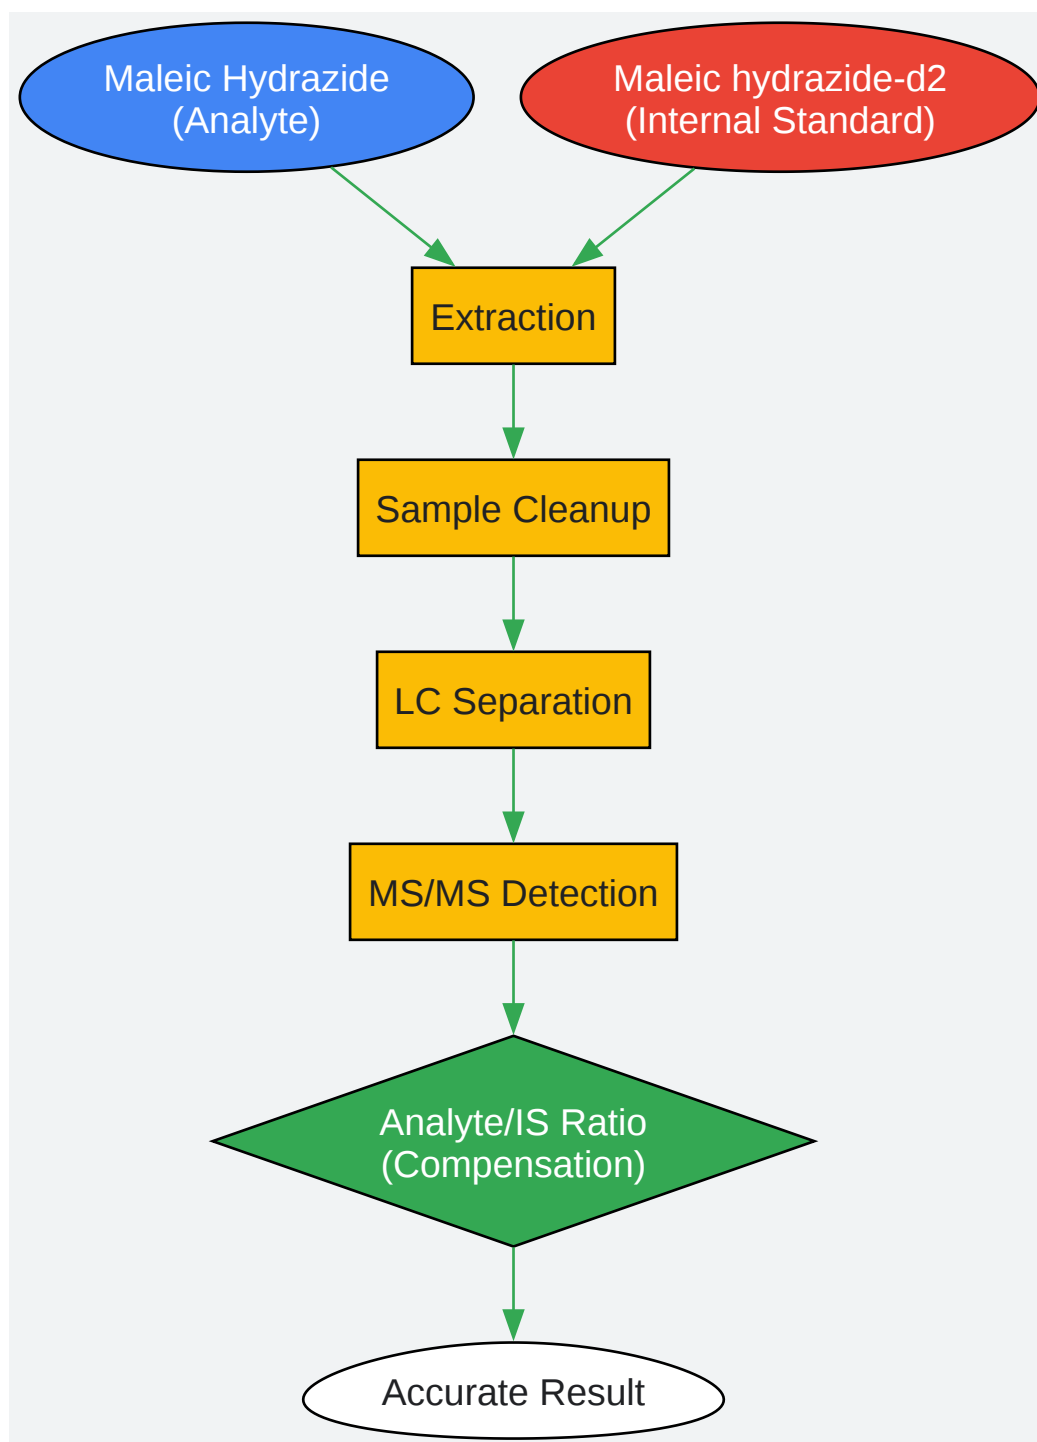 Maleic Hydrazide
(Analyte)
Maleic hydrazide-d2
(Internal Standard)
Extraction
Sample Cleanup
LC Separation
MS/MS Detection
Analyte/IS Ratio
(Compensation)
Accurate Result